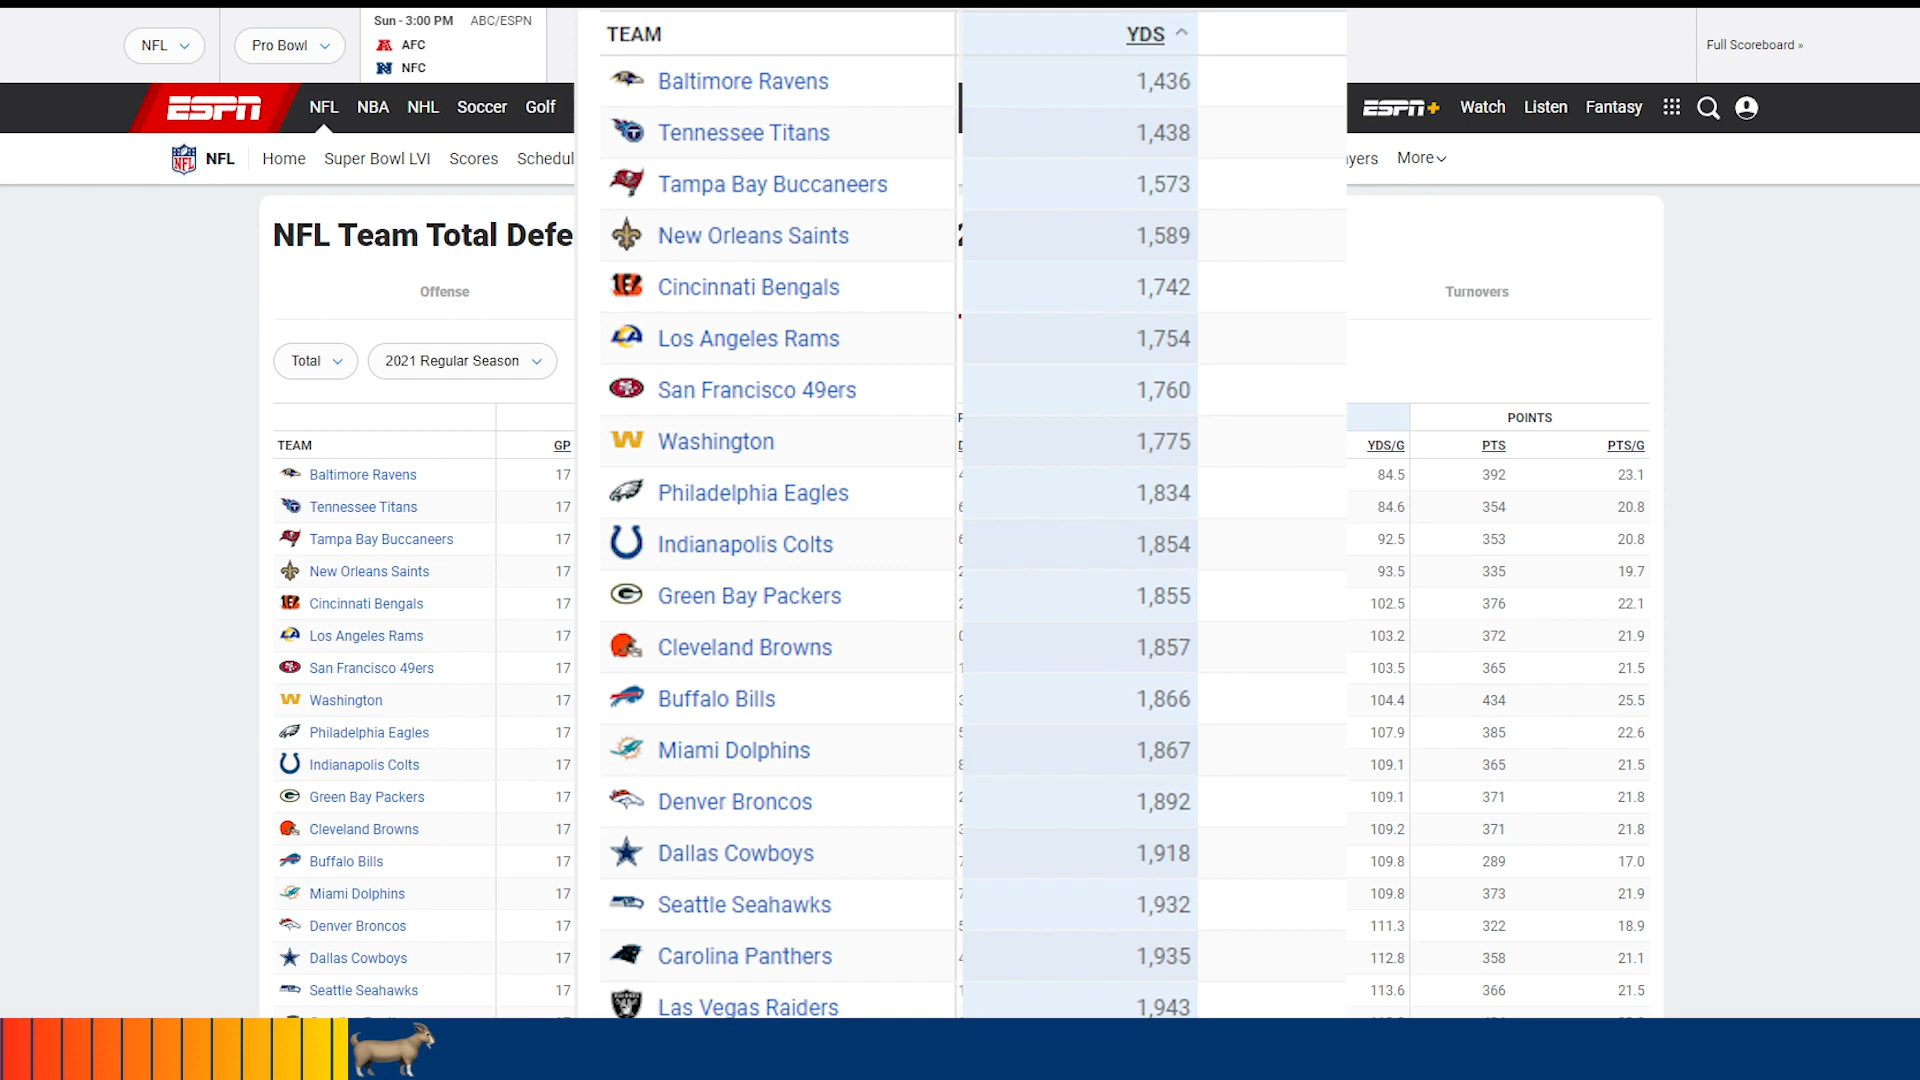 Sun - 3:00 PM ABC/ESPN
NFL Pro Bowl AFC Full Scoreboard »
NFC
TEAM YDS
ESPN NFL NBA NHL Soccer Golf ESPN+ Watch Listen Fantasy
NFL NFL Home Super Bowl LVI Scores Schedul yers More
NFL Team Total Defe
Offense Turnovers
Total 2021 Regular Season
Baltimore Ravens 1,436
Tennessee Titans 1,438
Tampa Bay Buccaneers 1,573
New Orleans Saints 1,589
Cincinnati Bengals 1,742
Los Angeles Rams 1,754
San Francisco 49ers 1,760
Washington 1,775
Philadelphia Eagles 1,834
Indianapolis Colts 1,854
Green Bay Packers 1,855
Cleveland Browns 1,857
Buffalo Bills 1,866
Miami Dolphins 1,867
Denver Broncos 1,892
Dallas Cowboys 1,918
Seattle Seahawks 1,932
Carolina Panthers 1,935
Las Vegas Raiders 1,943
POINTS
TEAM GP YDS/G PTS PTS/G
Baltimore Ravens 17 84.5 392 23.1
Tennessee Titans 17 84.6 354 20.8
Tampa Bay Buccaneers 17 92.5 353 20.8
New Orleans Saints 17 93.5 335 19.7
Cincinnati Bengals 17 102.5 376 22.1
Los Angeles Rams 17 103.2 372 21.9
San Francisco 49ers 17 103.5 365 21.5
Washington 17 104.4 434 25.5
Philadelphia Eagles 17 107.9 385 22.6
Indianapolis Colts 17 109.1 365 21.5
Green Bay Packers 17 109.1 371 21.8
Cleveland Browns 17 109.2 371 21.8
Buffalo Bills 17 109.8 289 17.0
Miami Dolphins 17 109.8 373 21.9
Denver Broncos 17 111.3 322 18.9
Dallas Cowboys 17 112.8 358 21.1
Seattle Seahawks 17 113.6 366 21.5